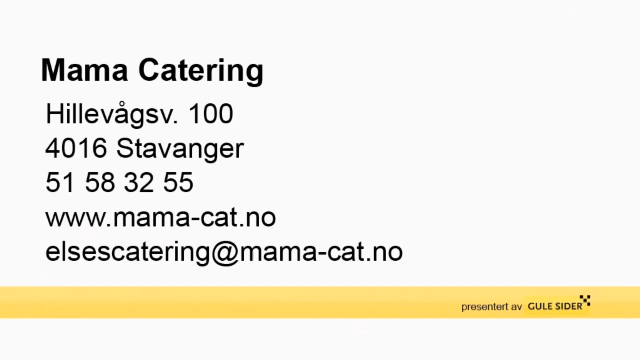 Mama Catering
Hillevågsv. 100
4016 Stavanger
51 58 32 55
www.mama-cat.no
elsescatering@mama-cat.no
presentert av GULE SIDER